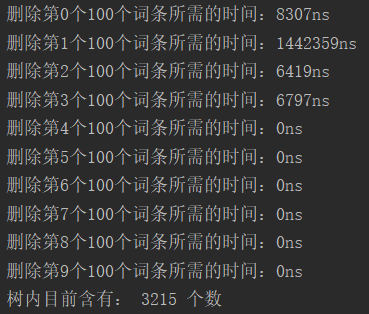 删除第0个100个词条所需的时间：8307ns
删除第1个100个词条所需的时间：1442359ns
删除第2个100个词条所需的时间：6419ns
删除第3个100个词条所需的时间：6797ns
删除第4个100个词条所需的时间：0ns
删除第5个100个词条所需的时间：0ns
删除第6个100个词条所需的时间：0ns
删除第7个100个词条所需的时间：0ns
删除第8个100个词条所需的时间：0ns
删除第9个100个词条所需的时间：0ns
树内目前含有： 3215 个数